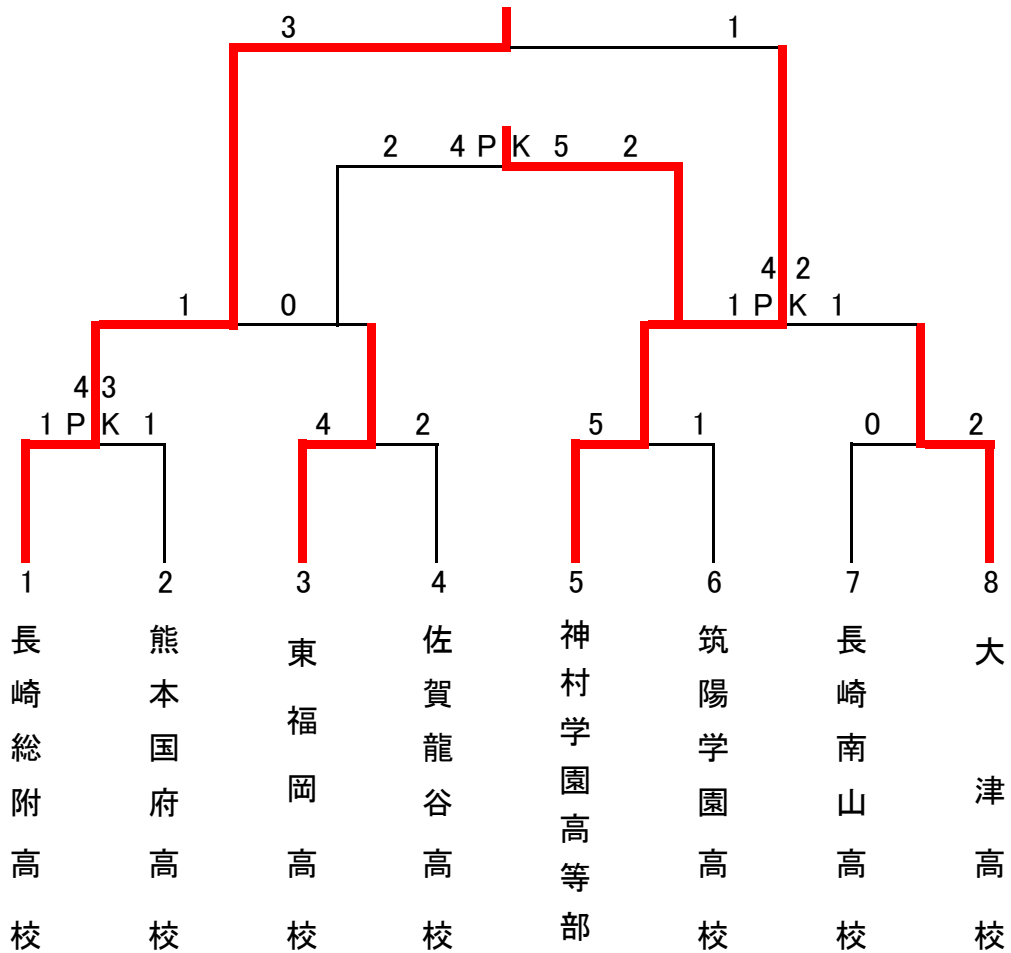 3 1
2 4 P K 5 2
4 2
1 0 1 P K 1
4 3
1 P K 1 4 2 5 1 0 2
1 2 3 4 5 6 7 8
長崎総附高校
熊本国府高校
東福岡高校
佐賀龍谷高校
神村学園高等部
筑陽学園高校
長崎南山高校
大津高校